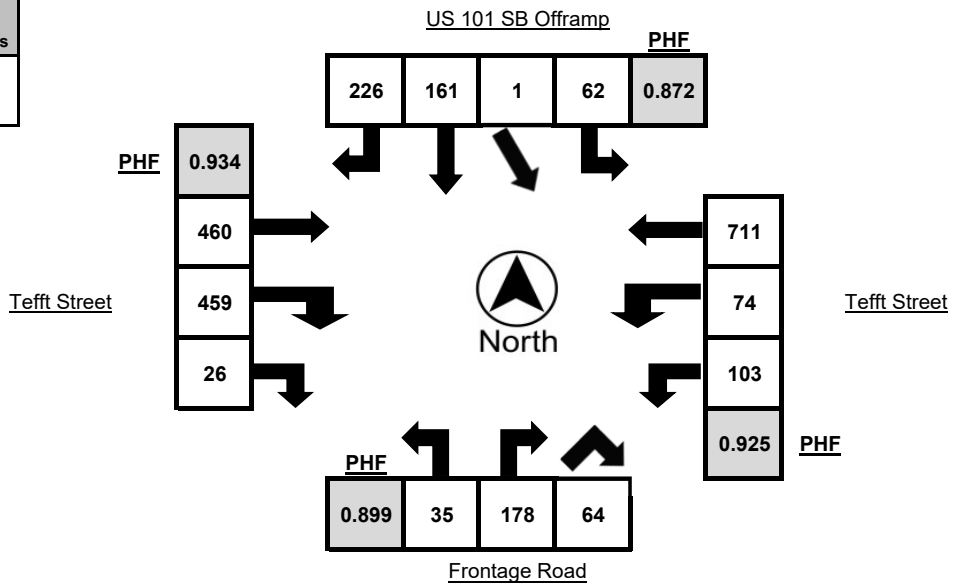 US 101 SB Offramp
PHF
s
226 161 1 62 0.872
PHF 0.934
460 711
Tefft Street 459 74 Tefft Street
North
26 103
0.925 PHF
PHF
0.899 35 178 64
Frontage Road